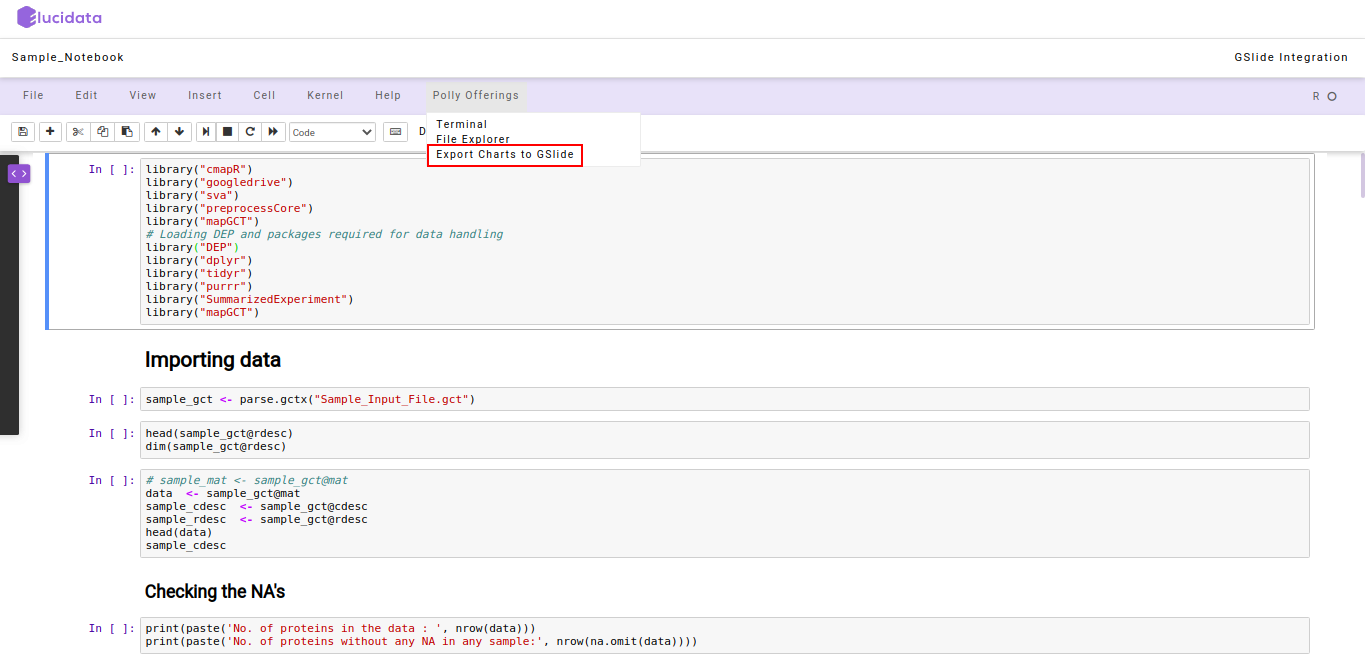 elucidata
Sample_Notebook
GSlide Integration
File Edit View Insert Cell Kernel Help Polly Offerings
R
Code
D
Terminal
File Explorer
Export Charts to GSlide
In [ ]:
library("cmapR")
library("googledrive")
library("sva")
library("preprocessCore")
library("mapGCT")
# Loading DEP and packages required for data handling
library("DEP")
library("dplyr")
library("tidyr")
library("purrr")
library("SummarizedExperiment")
library("mapGCT")
Importing data
In [ ]:
sample_gct <- parse.gctx("Sample_Input_File.gct")
In [ ]:
head(sample_gct@rdesc)
dim(sample_gct@rdesc)
In [ ]:
# sample_mat <- sample_gct@mat
data  <- sample_gct@mat
sample_cdesc  <- sample_gct@cdesc
sample_rdesc  <- sample_gct@rdesc
head(data)
sample_cdesc
Checking the NA's
In [ ]:
print(paste('No. of proteins in the data : ', nrow(data)))
print(paste('No. of proteins without any NA in any sample:', nrow(na.omit(data))))